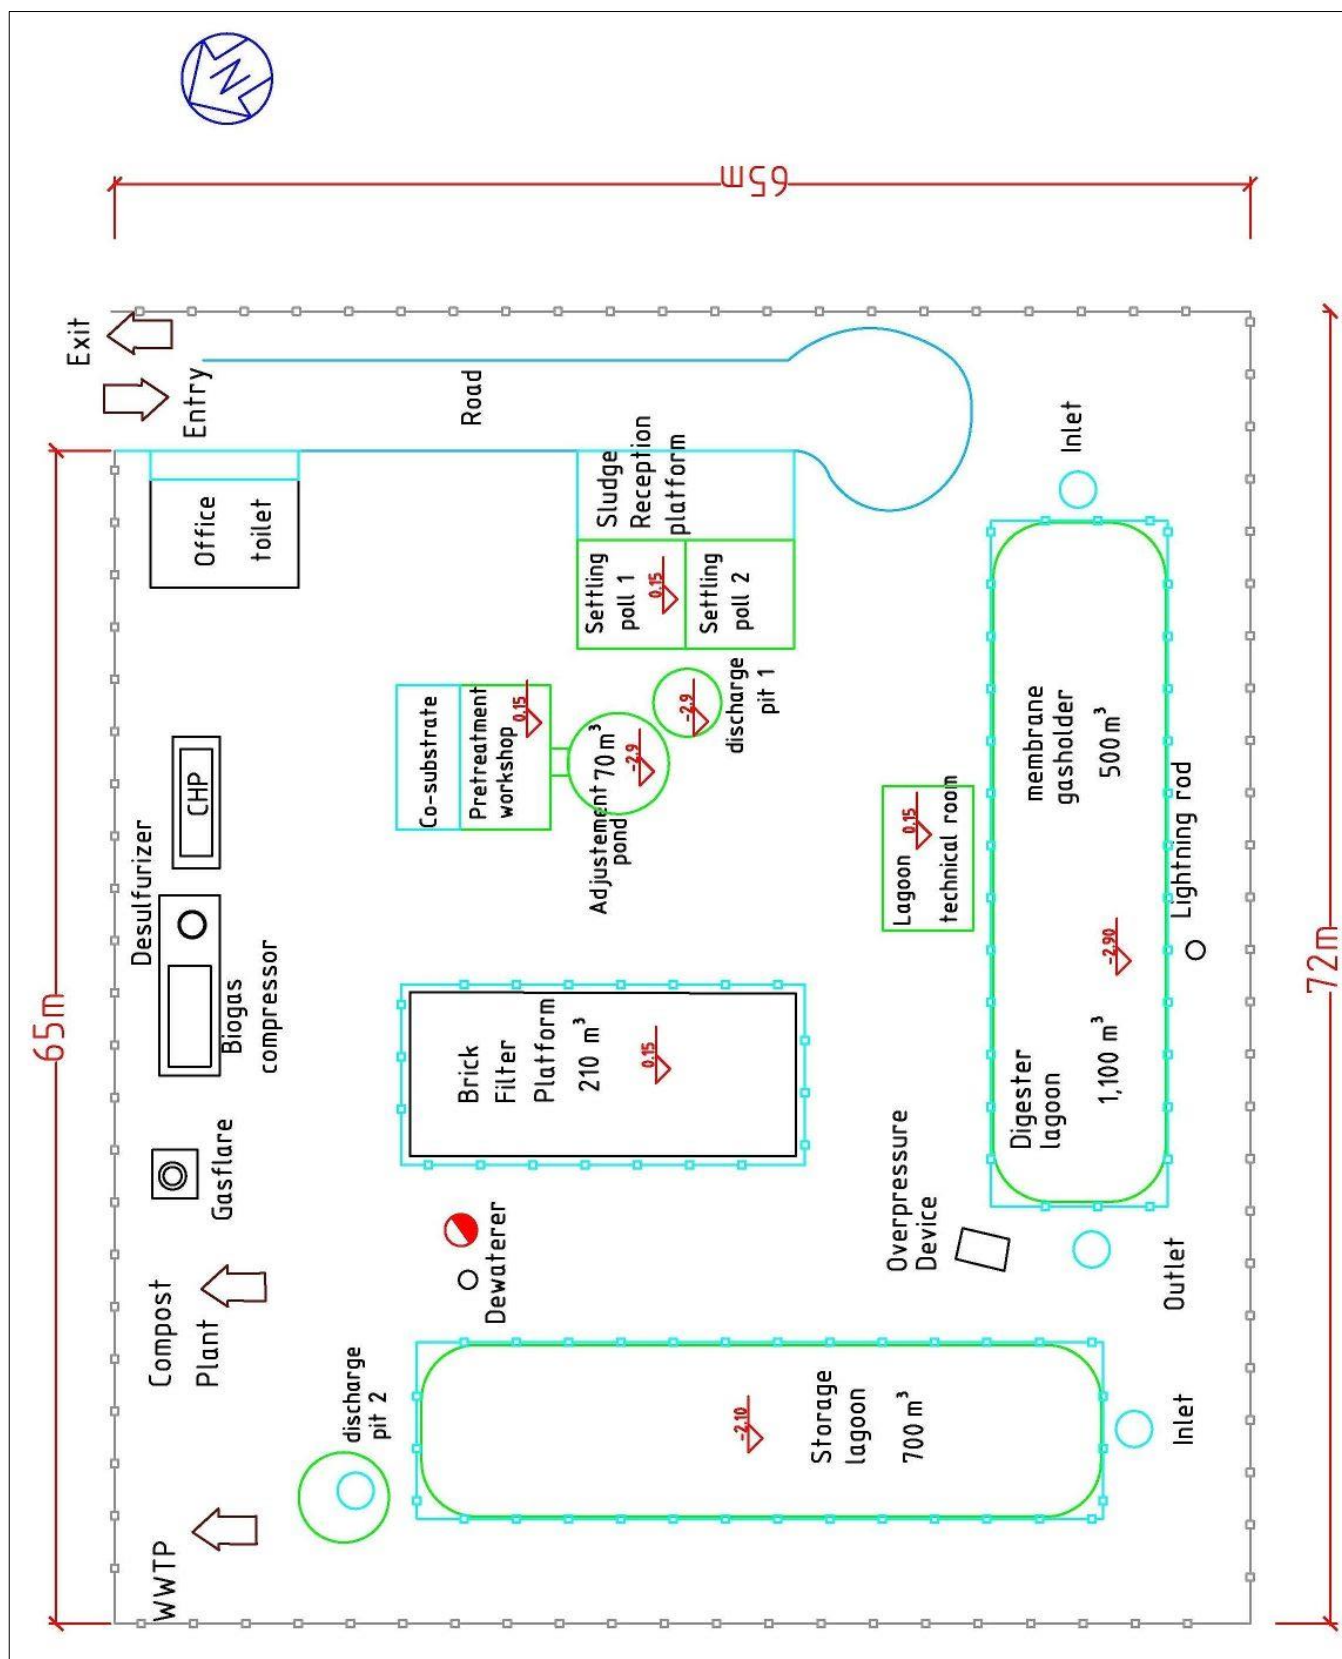 N
65m
Exit
Entry
Road
65m
72m
Office
toilet
Sludge
Reception
platform
Inlet
Settling
poll 1
0.15
Settling
poll 2
Co-substrate
Pretreatment
workshop
0.15
Adjustement
pond
70 m³
-2.9
-2.9
discharge
pit 1
CHP
Desulfurizer
Biogas
compressor
Lagoon
technical room
0.15
membrane
gasholder
500 m³
Lightning rod
Brick
Filter
Platform
210 m³
0.15
Digester
lagoon
1,100 m³
-2.90
Gasflare
Dewaterer
Overpressure
Device
Outlet
Compost
Plant
discharge
pit 2
Storage
lagoon
700 m³
-2.10
Inlet
WWTP